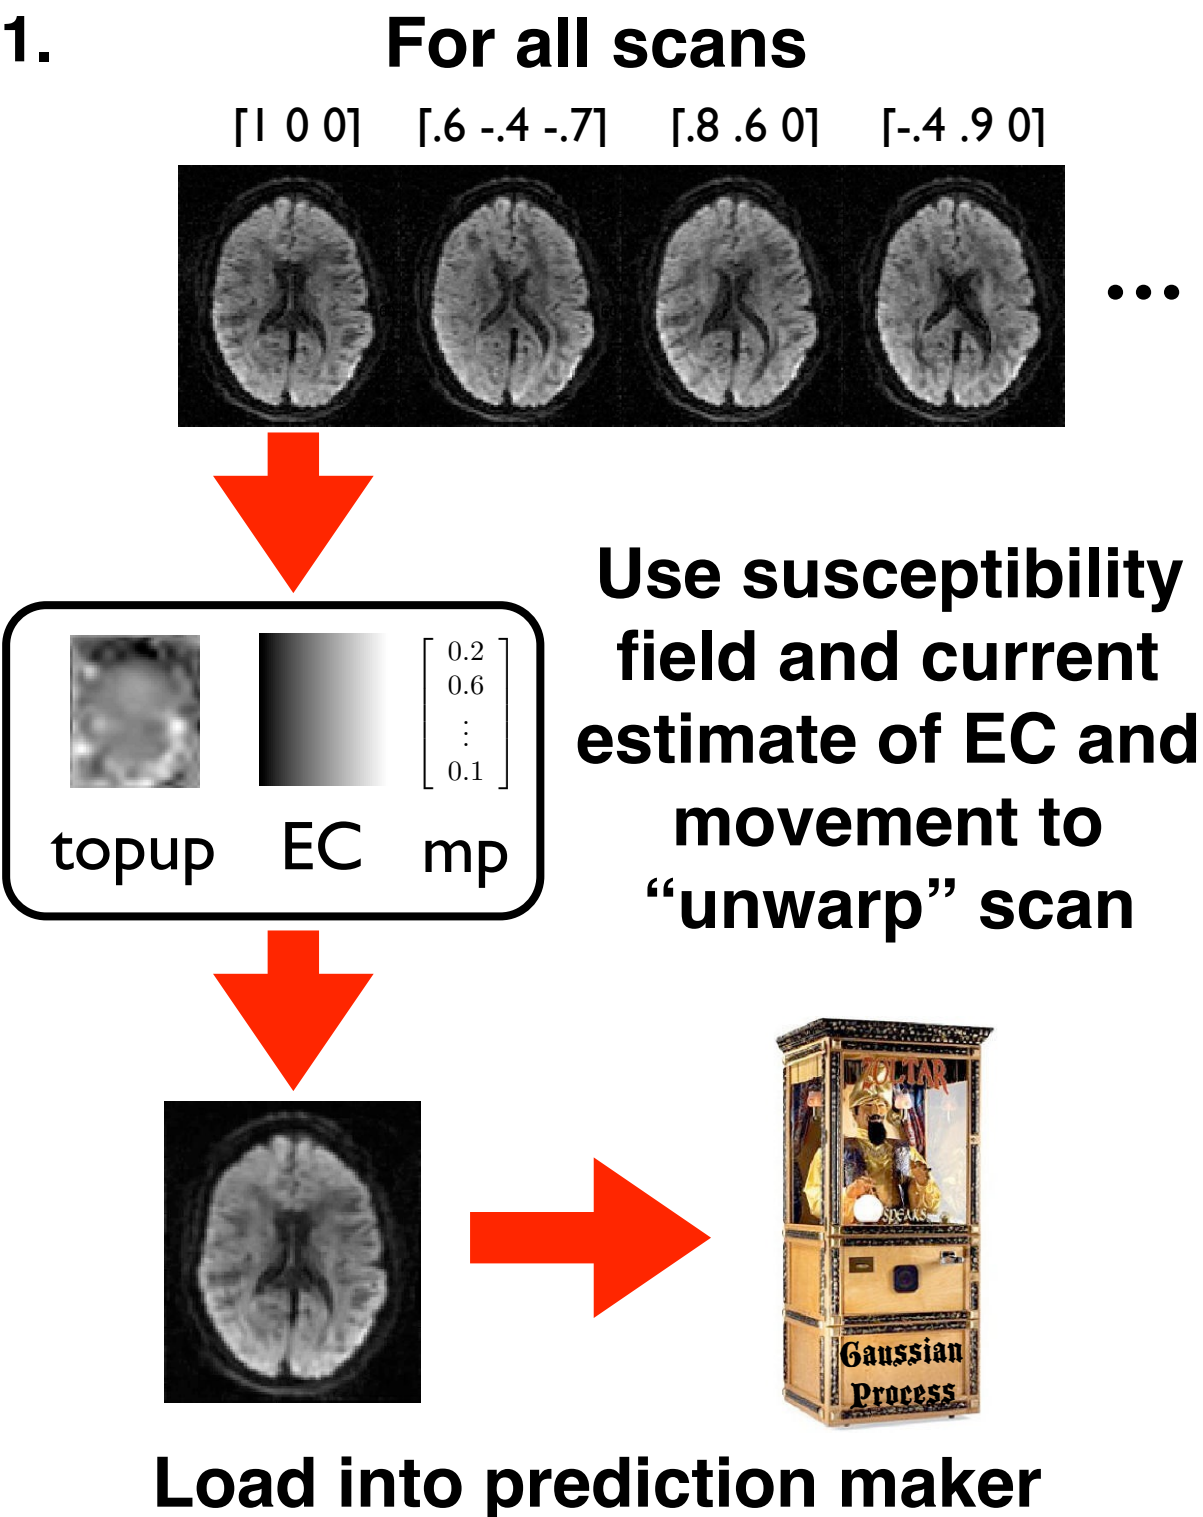 1.
For all scans
[1 0 0] [.6 -.4 -.7] [.8 .6 0] [-.4 .9 0]
...
Use susceptibility
field and current
estimate of EC and
movement to
“unwarp” scan
0.2
0.6
⋮
0.1
topup EC mp
ZOLTAR
SPEAKS
Gaussian
Process
Load into prediction maker